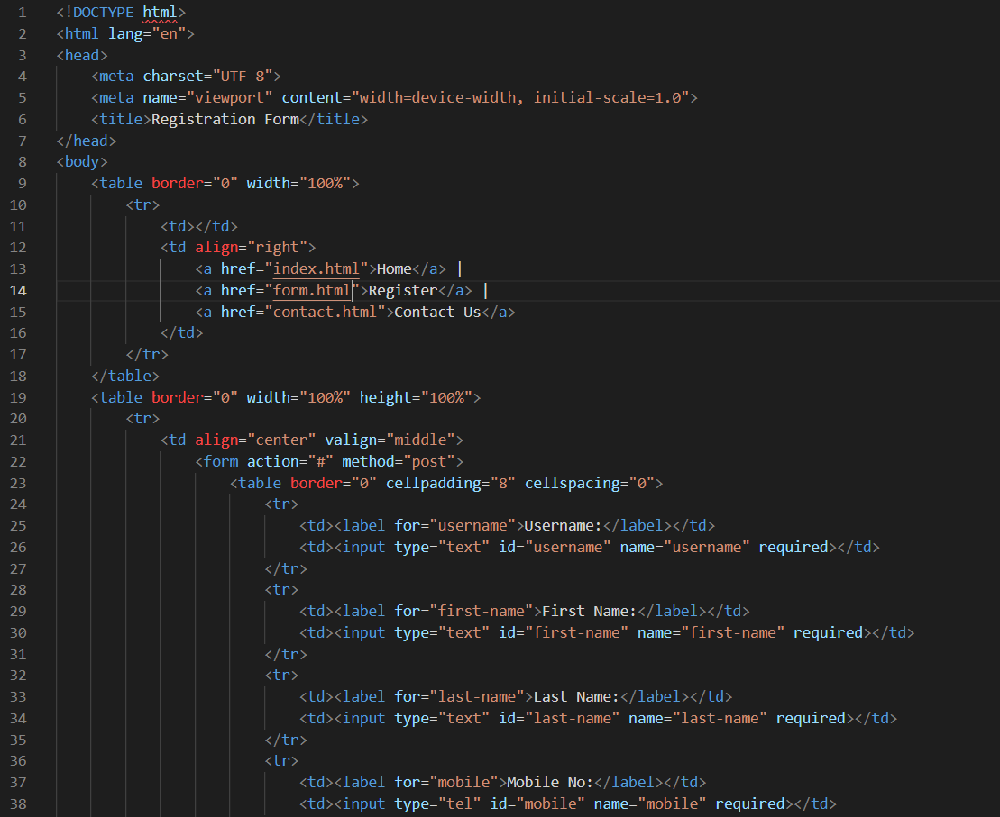 1 <!DOCTYPE html>
2 <html lang="en">
3 <head>
4     <meta charset="UTF-8">
5     <meta name="viewport" content="width=device-width, initial-scale=1.0">
6     <title>Registration Form</title>
7 </head>
8 <body>
9     <table border="0" width="100%">
10         <tr>
11             <td></td>
12             <td align="right">
13                 <a href="index.html">Home</a> |
14                 <a href="form.html">Register</a> |
15                 <a href="contact.html">Contact Us</a>
16             </td>
17         </tr>
18     </table>
19     <table border="0" width="100%" height="100%">
20         <tr>
21             <td align="center" valign="middle">
22                 <form action="#" method="post">
23                     <table border="0" cellpadding="8" cellspacing="0">
24                         <tr>
25                             <td><label for="username">Username:</label></td>
26                             <td><input type="text" id="username" name="username" required></td>
27                         </tr>
28                         <tr>
29                             <td><label for="first-name">First Name:</label></td>
30                             <td><input type="text" id="first-name" name="first-name" required></td>
31                         </tr>
32                         <tr>
33                             <td><label for="last-name">Last Name:</label></td>
34                             <td><input type="text" id="last-name" name="last-name" required></td>
35                         </tr>
36                         <tr>
37                             <td><label for="mobile">Mobile No:</label></td>
38                             <td><input type="tel" id="mobile" name="mobile" required></td>